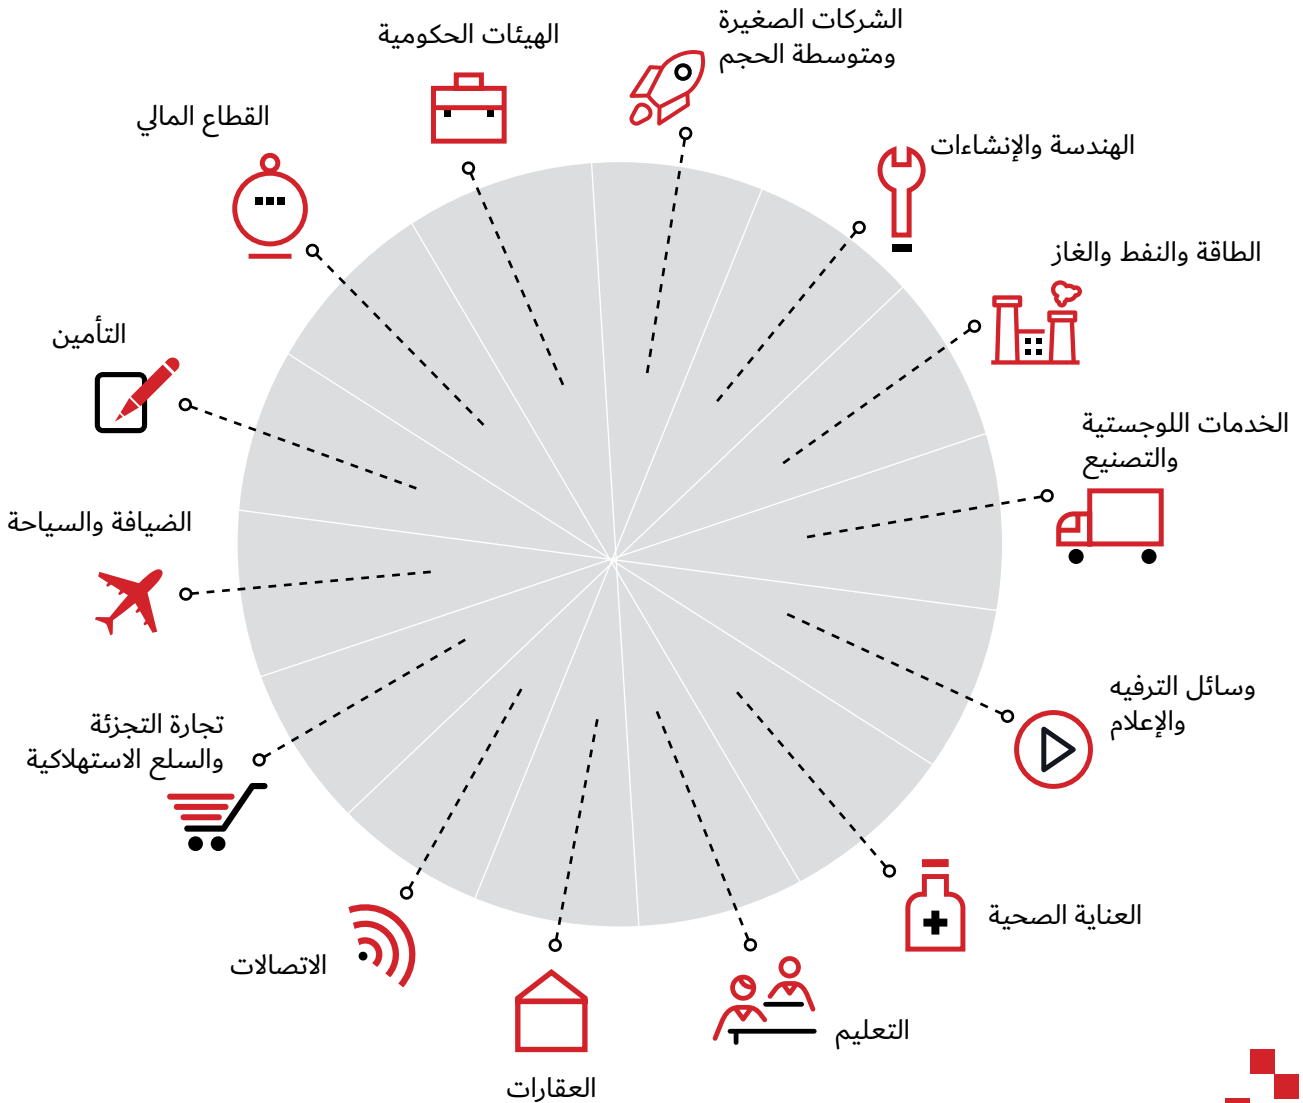 الشركات الصغيرة
ومتوسطة الحجم
الهيئات الحكومية
القطاع المالي
الهندسة والإنشاءات
الطاقة والنفط والغاز
التأمين
الخدمات اللوجستية
والتصنيع
الضيافة والسياحة
وسائل الترفيه
والإعلام
تجارة التجزئة
والسلع الاستهلاكية
العناية الصحية
الاتصالات
التعليم
العقارات